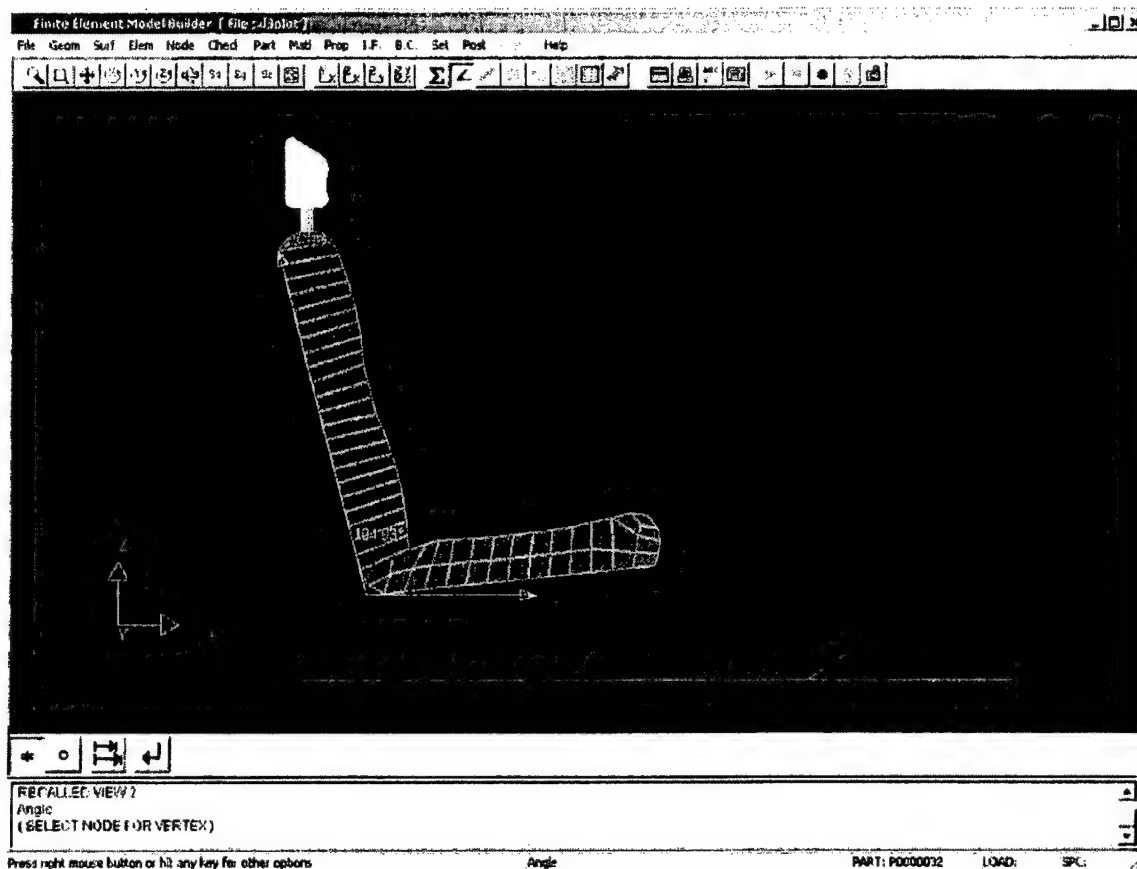 Finite Element Model Builder [ file : d3plot ]
File Geom Surf Elem Node Check Part Matl Prop I.F. B.C. Set Post Help
Z
Y
RECALLED VIEW 2
Angle
(SELECT NODE FOR VERTEX)
Press right mouse button or hit any key for other options Angle PART: P0000032 LOAD: SPC: